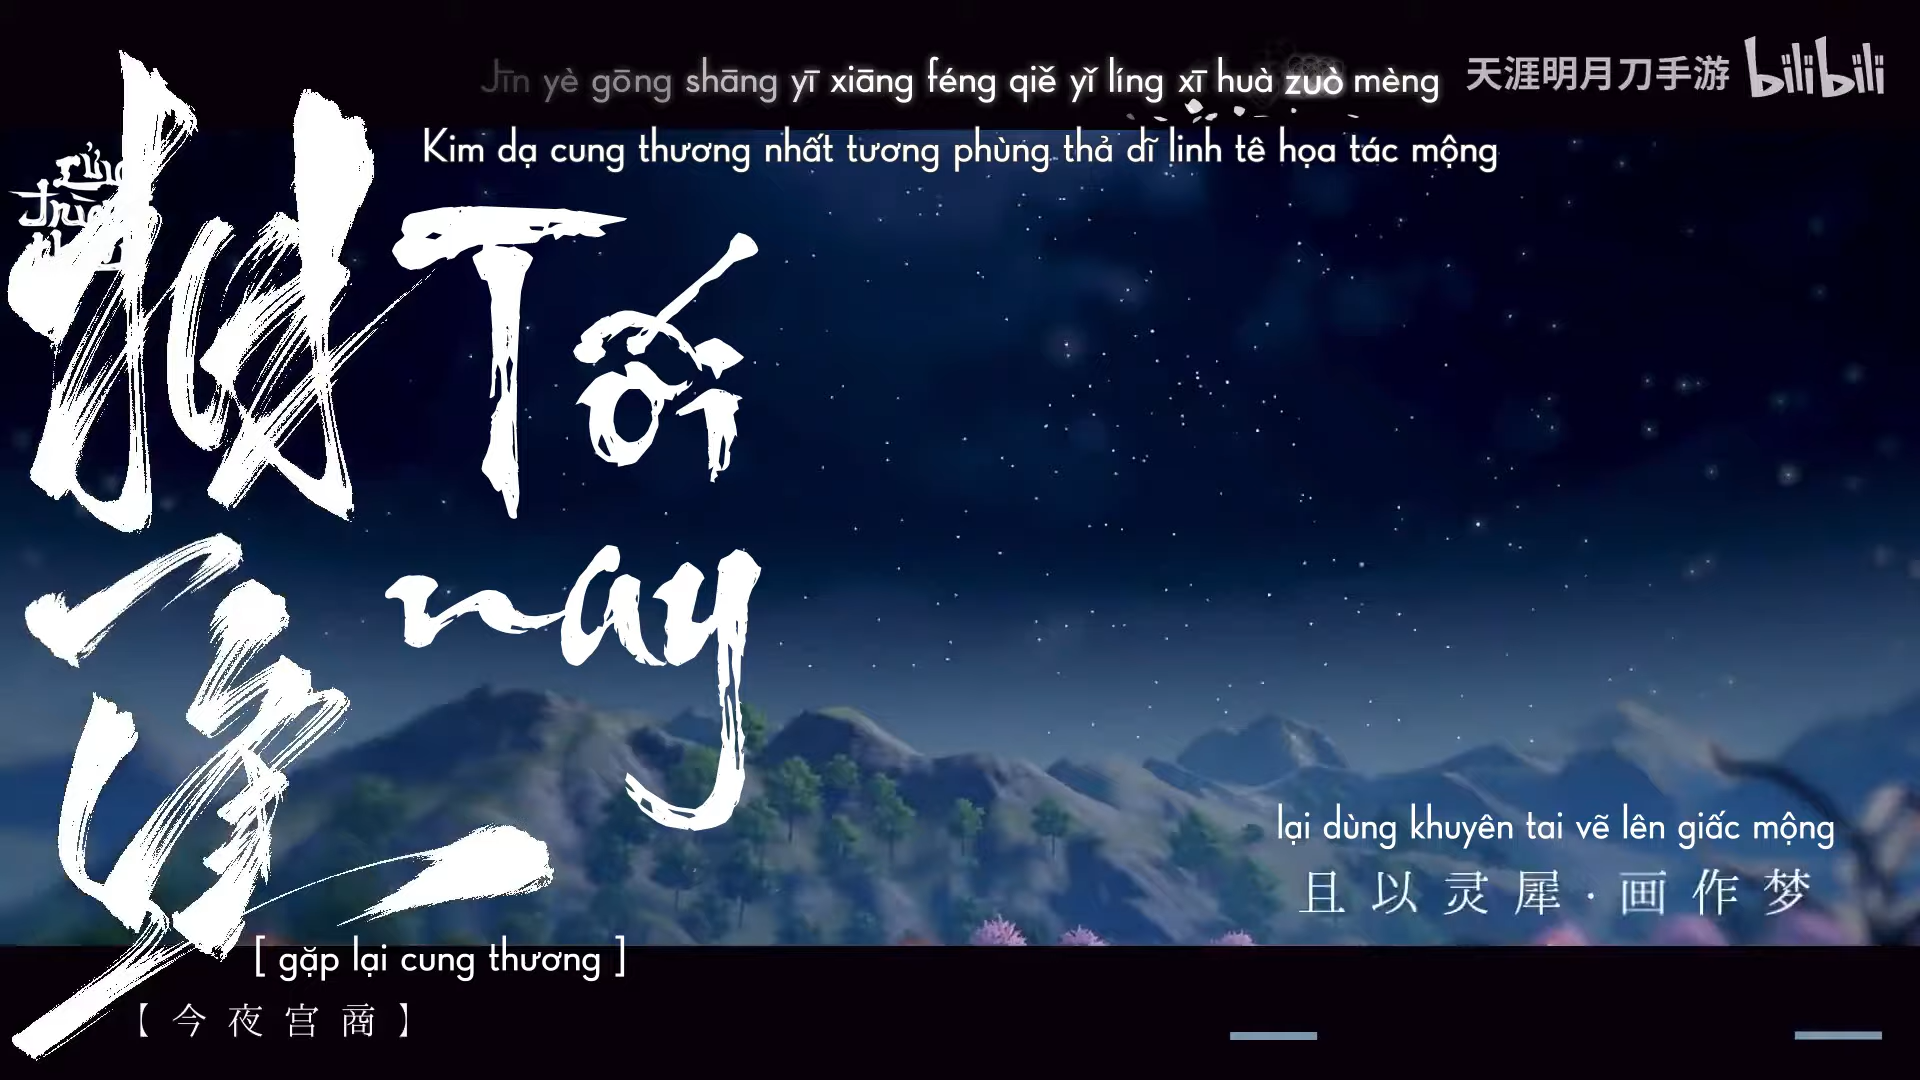 Jīn yè gōng shāng yī xiāng féng qiě yǐ líng xī huà zuò mèng
天涯明月刀手游 bilibili
Kim dạ cung thương nhất tương phùng thả dĩ linh tê họa tác mộng
相逢
一
Tối
nay
lại dùng khuyên tai vẽ lên giấc mộng
且以灵犀·画作梦
[ gặp lại cung thương ]
【今夜宫商】